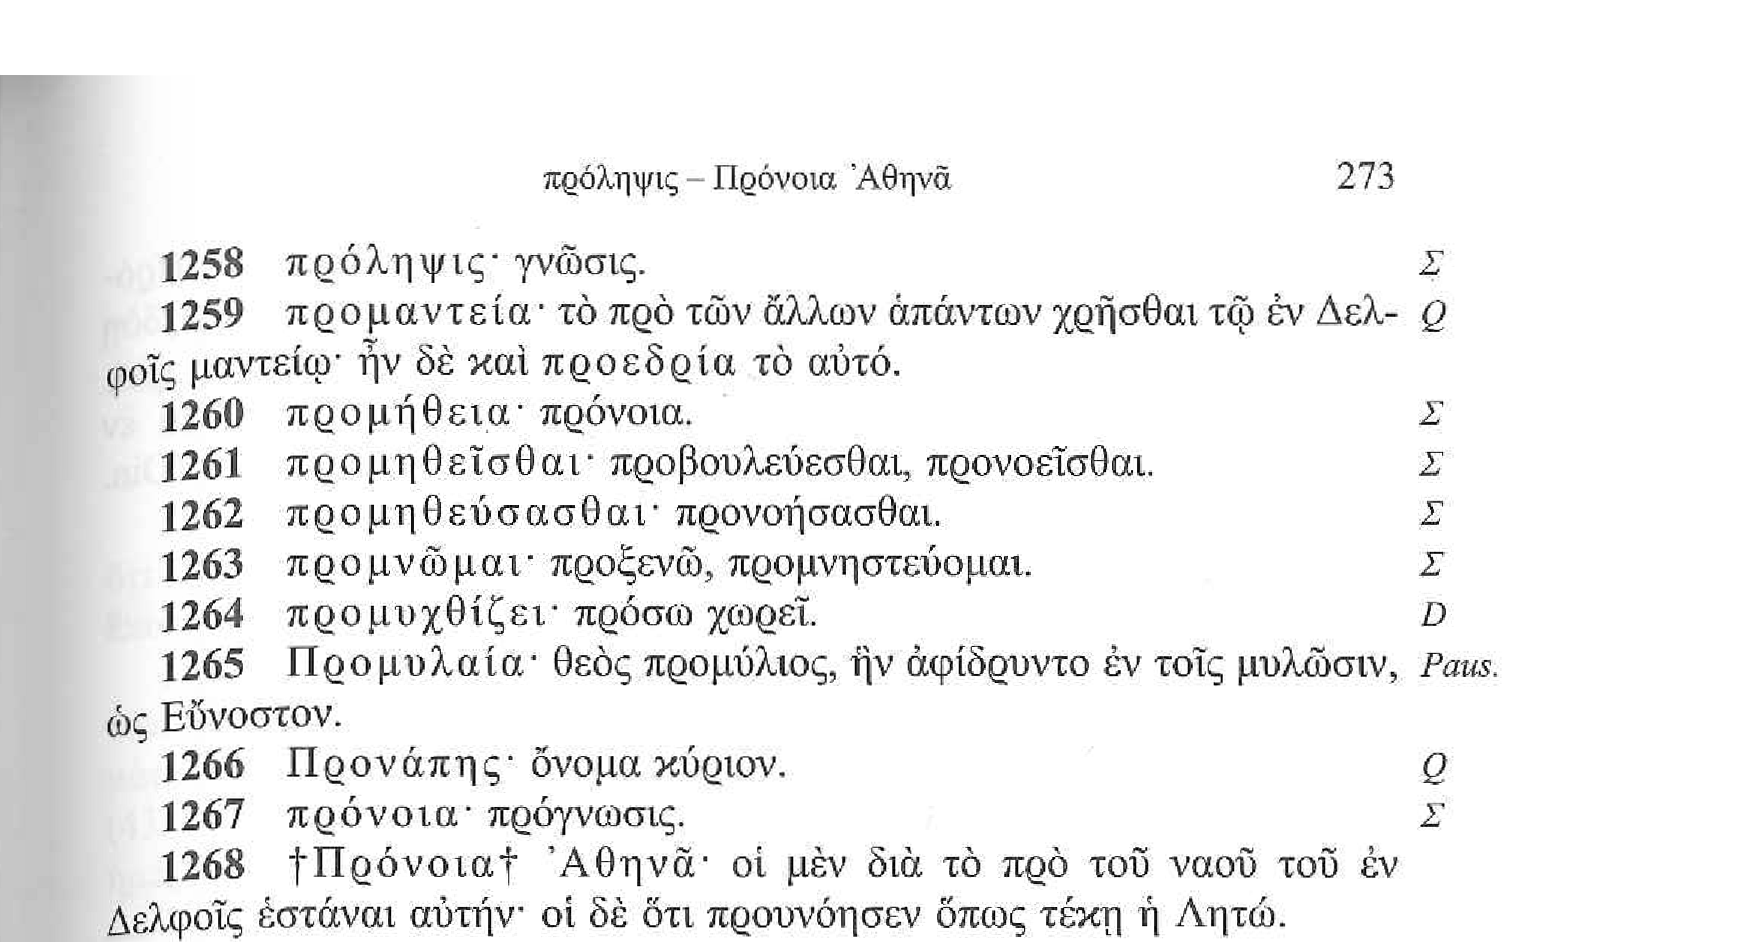 πρόληψις – Πρόνοια Ἀθηνᾶ 273
1258 πρόληψις· γνῶσις. Σ
1259 προμαντεία· τὸ πρὸ τῶν ἄλλων ἁπάντων χρῆσθαι τῷ ἐν Δελ- Q
φοῖς μαντείῳ· ἦν δὲ καὶ προεδρία τὸ αὐτό.
1260 προμήθεια· πρόνοια. Σ
1261 προμηθεῖσθαι· προβουλεύεσθαι, προνοεῖσθαι. Σ
1262 προμηθεύσασθαι· προνοήσασθαι. Σ
1263 προμνῶμαι· προξενῶ, προμνηστεύομαι. Σ
1264 προμυχθίζει· πρόσω χωρεῖ. D
1265 Προμυλαία· θεὸς προμύλιος, ἣν ἀφίδρυντο ἐν τοῖς μυλῶσιν, Paus.
ὡς Εὔνοστον.
1266 Προνάπης· ὄνομα κύριον. Q
1267 πρόνοια· πρόγνωσις. Σ
1268 †Πρόνοια† Ἀθηνᾶ· οἱ μὲν διὰ τὸ πρὸ τοῦ ναοῦ τοῦ ἐν
Δελφοῖς ἑστάναι αὐτήν· οἱ δὲ ὅτι προυνόησεν ὅπως τέκῃ ἡ Λητώ.